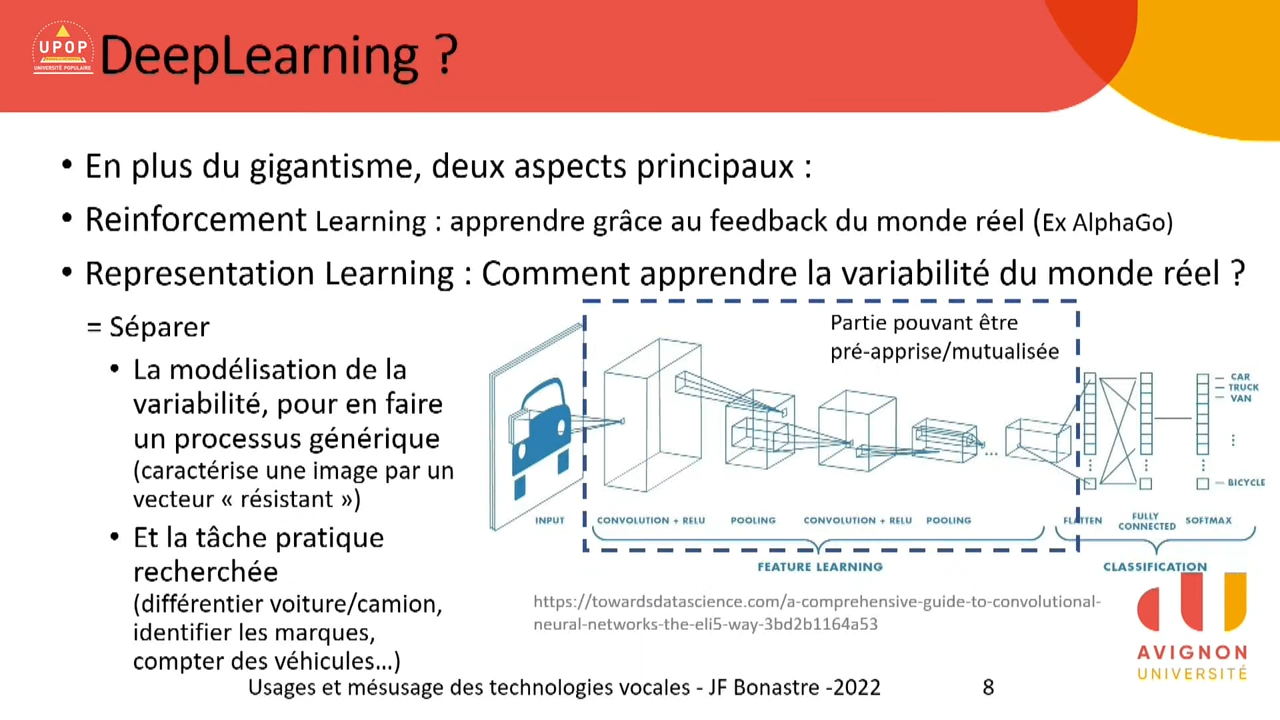 UPOP
UNIVERSITÉ POPULAIRE
DeepLearning ?
• En plus du gigantisme, deux aspects principaux :
• Reinforcement Learning : apprendre grâce au feedback du monde réel (Ex AlphaGo)
• Representation Learning : Comment apprendre la variabilité du monde réel ?
= Séparer
• La modélisation de la
variabilité, pour en faire
un processus générique
(caractérise une image par un
vecteur « résistant »)
• Et la tâche pratique
recherchée
(différentier voiture/camion,
identifier les marques,
compter des véhicules…)
Partie pouvant être
pré-apprise/mutualisée
CAR
TRUCK
VAN
BICYCLE
INPUT
CONVOLUTION + RELU
POOLING
CONVOLUTION + RELU
POOLING
FLATTEN
FULLY
CONNECTED
SOFTMAX
FEATURE LEARNING
CLASSIFICATION
https://towardsdatascience.com/a-comprehensive-guide-to-convolutional-
neural-networks-the-eli5-way-3bd2b1164a53
AVIGNON
UNIVERSITÉ
Usages et mésusage des technologies vocales - JF Bonastre -2022
8